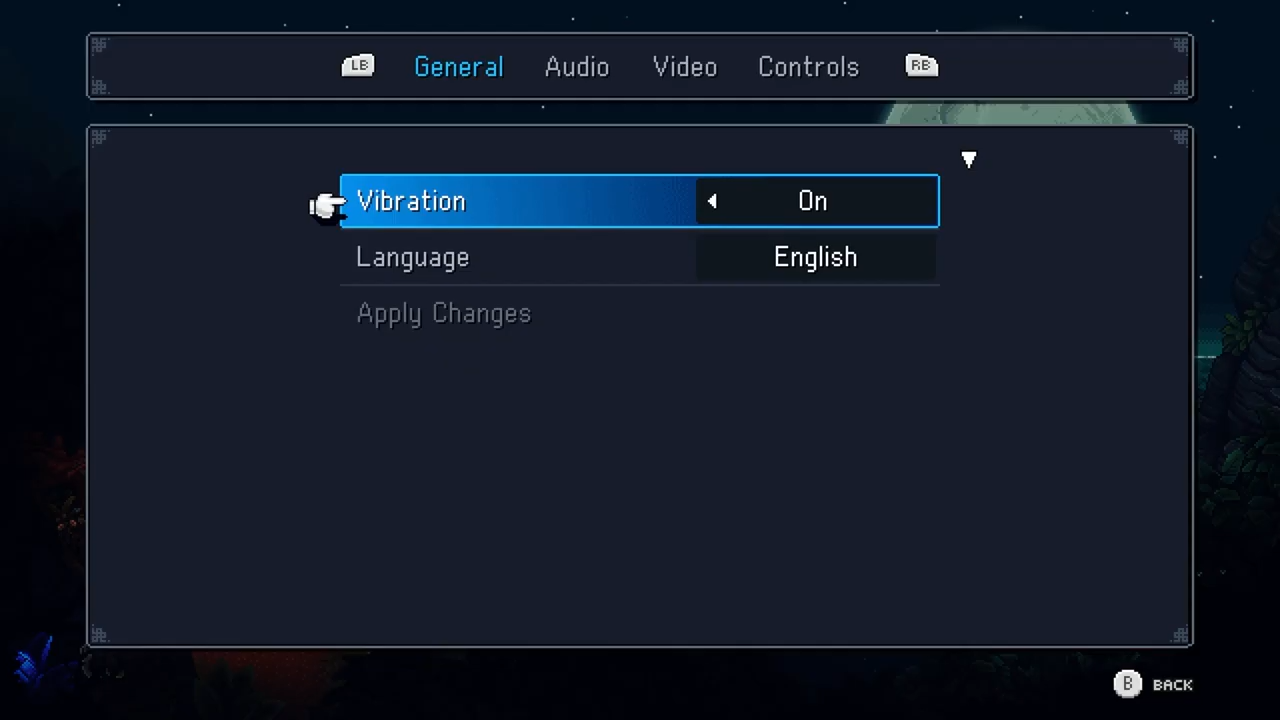 LB General Audio Video Controls RB
Vibration On
Language English
Apply Changes
B BACK